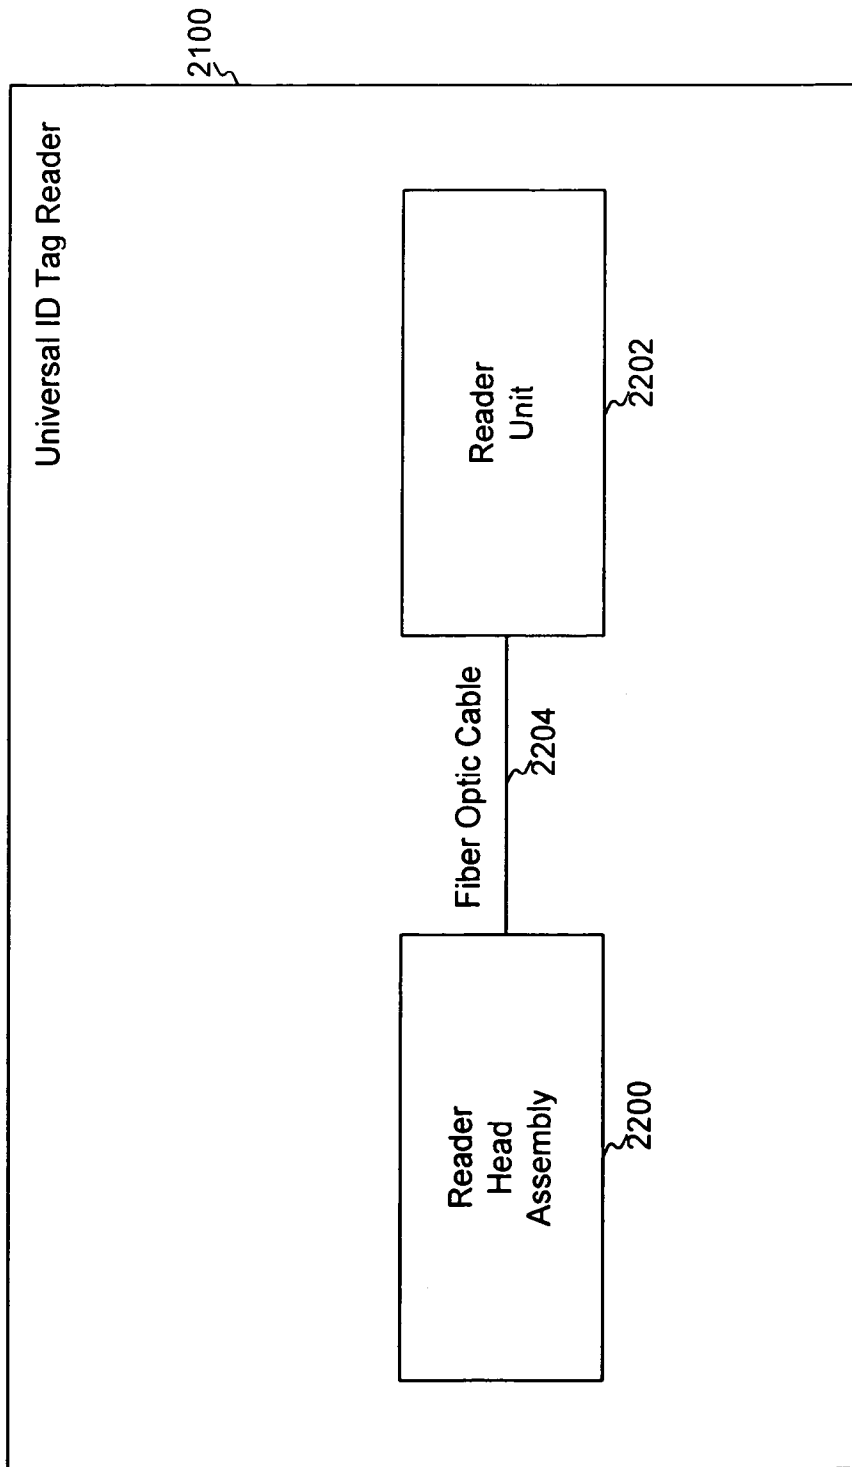 2100
Universal ID Tag Reader
Reader
Head
Assembly
2200
Fiber Optic Cable
2204
Reader
Unit
2202